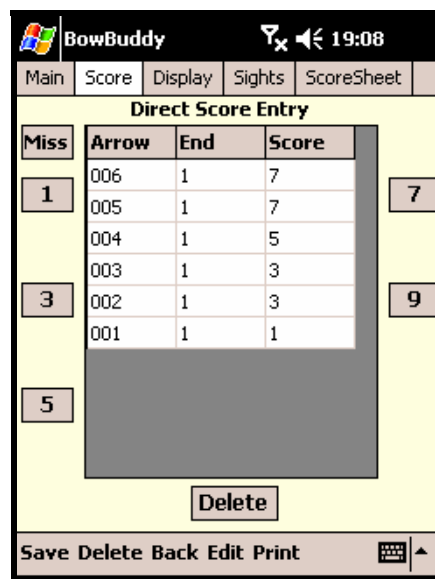 BowBuddy 19:08
Main Score Display Sights ScoreSheet
Direct Score Entry
Miss Arrow End Score
006 1 7
1 7
005 1 7
004 1 5
003 1 3
3 9
002 1 3
001 1 1
5
Delete
Save Delete Back Edit Print